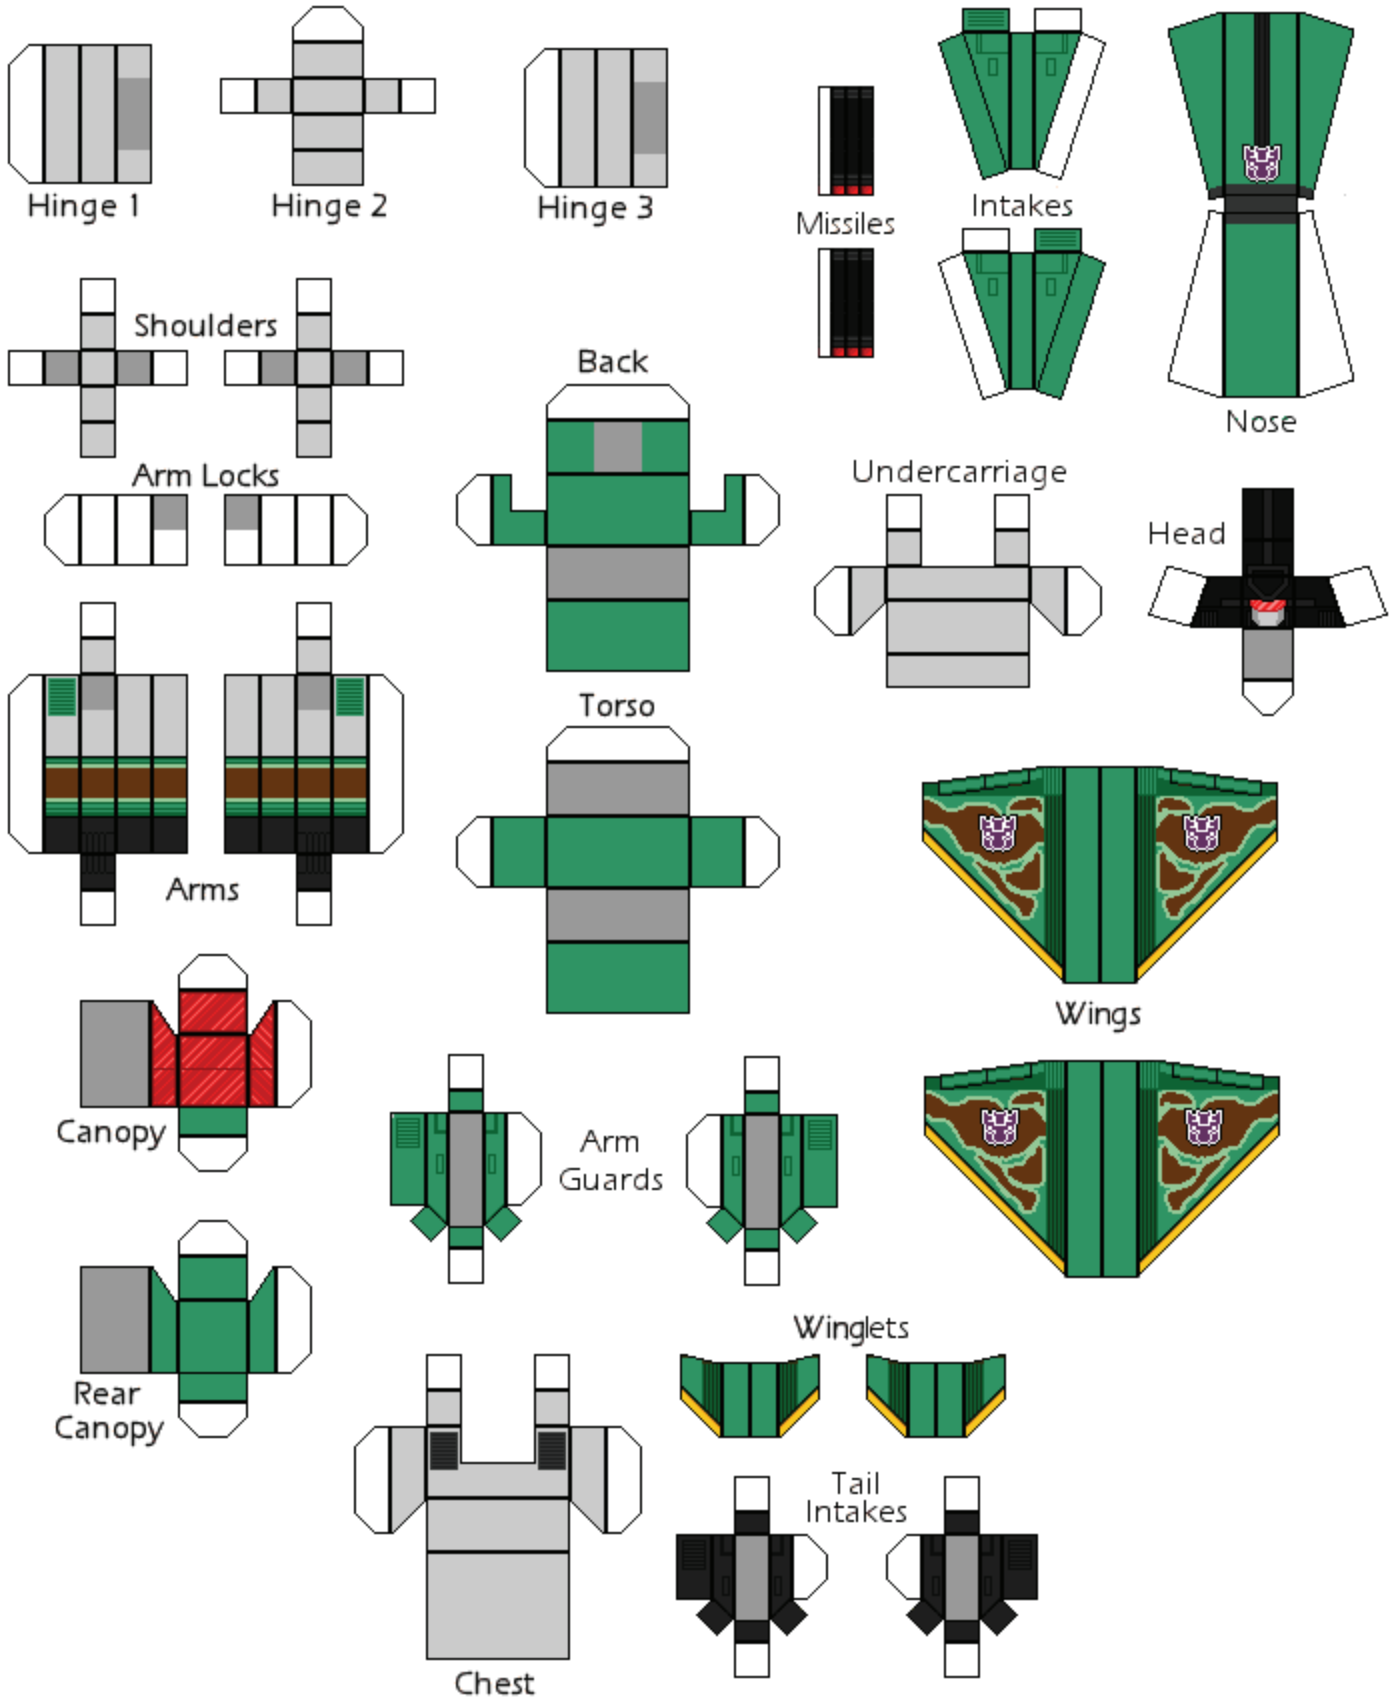 Hinge 1
Hinge 2
Hinge 3
Missiles
Intakes
Nose
Shoulders
Back
Arm Locks
Undercarriage
Head
Torso
Arms
Wings
Canopy
Arm
Guards
Winglets
Rear
Canopy
Tail
Intakes
Chest